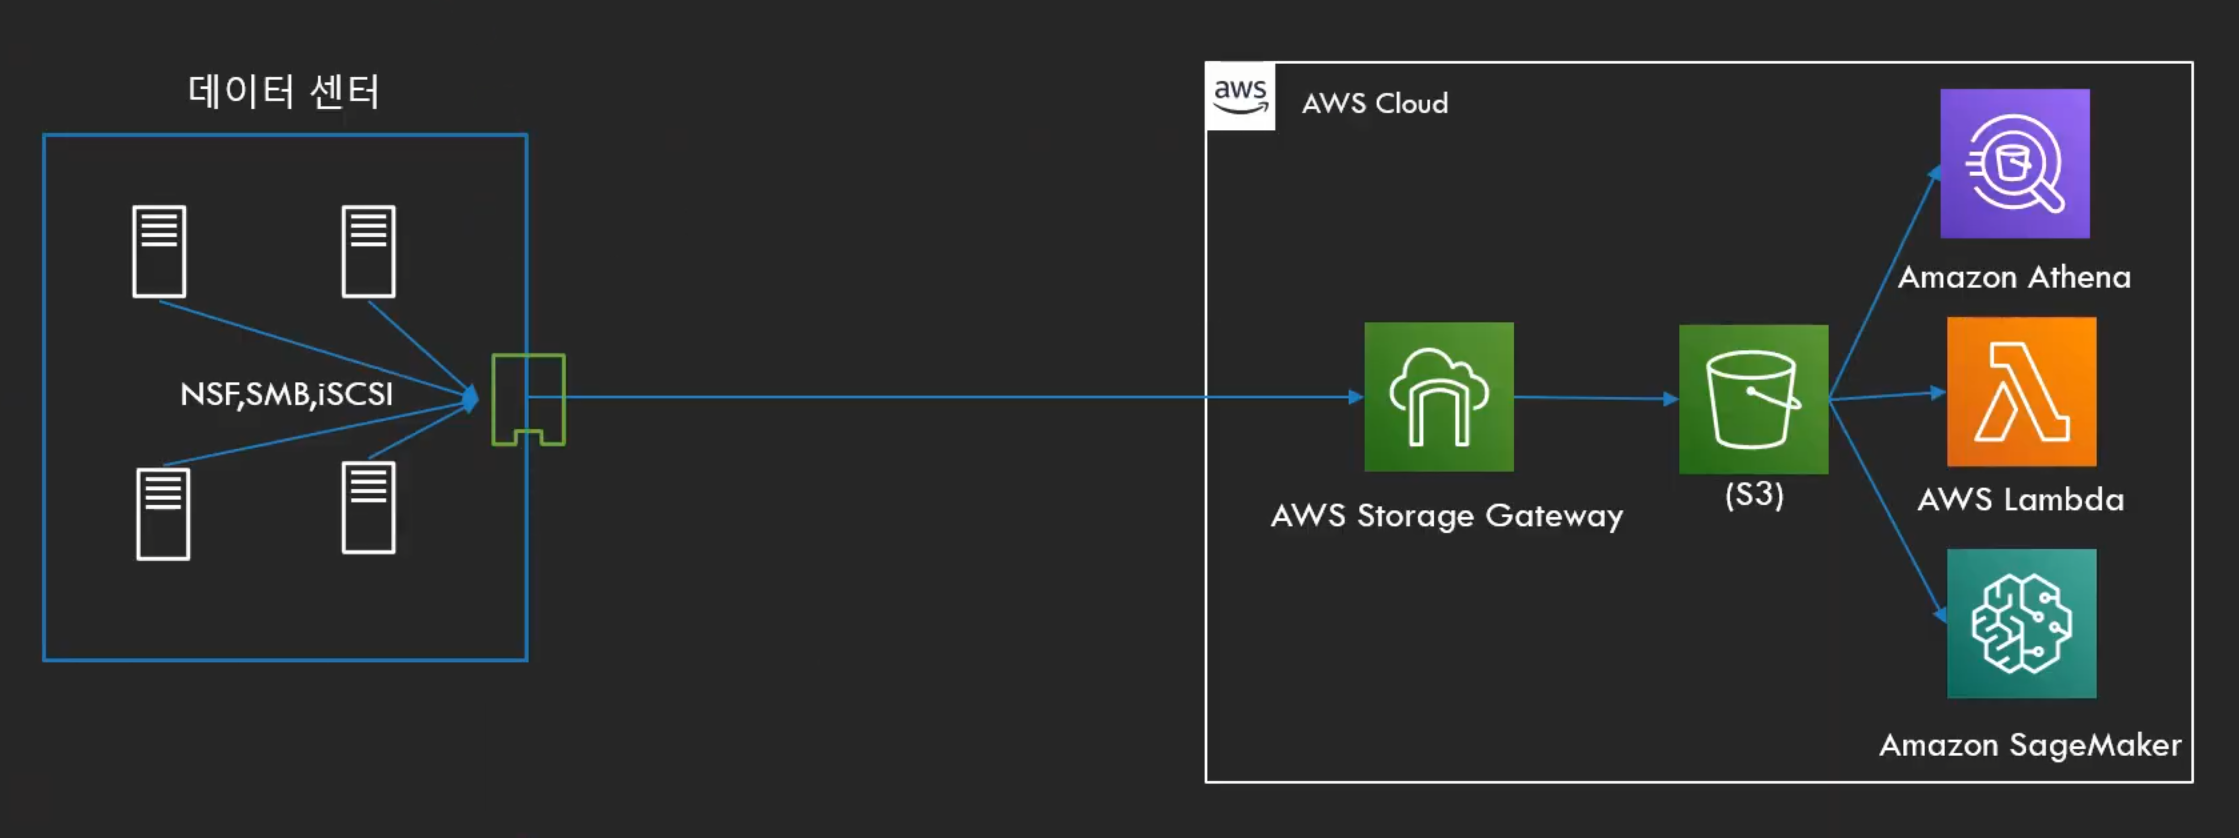 데이터 센터
NSF,SMB,iSCSI
aws
AWS Cloud
AWS Storage Gateway
(S3)
Amazon Athena
AWS Lambda
Amazon SageMaker